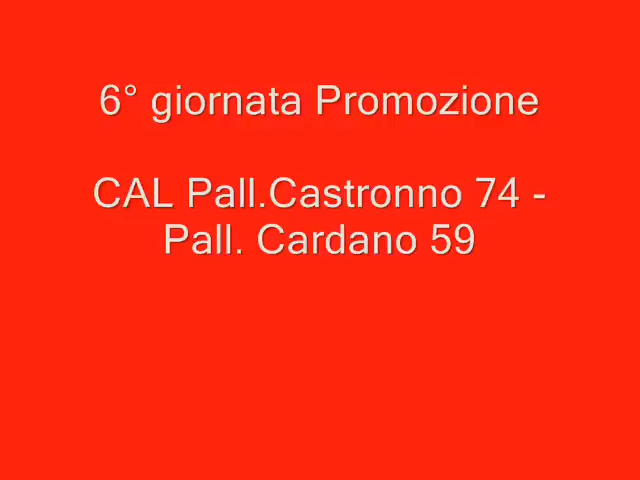 6° giornata Promozione
CAL Pall.Castronno 74 -
Pall. Cardano 59